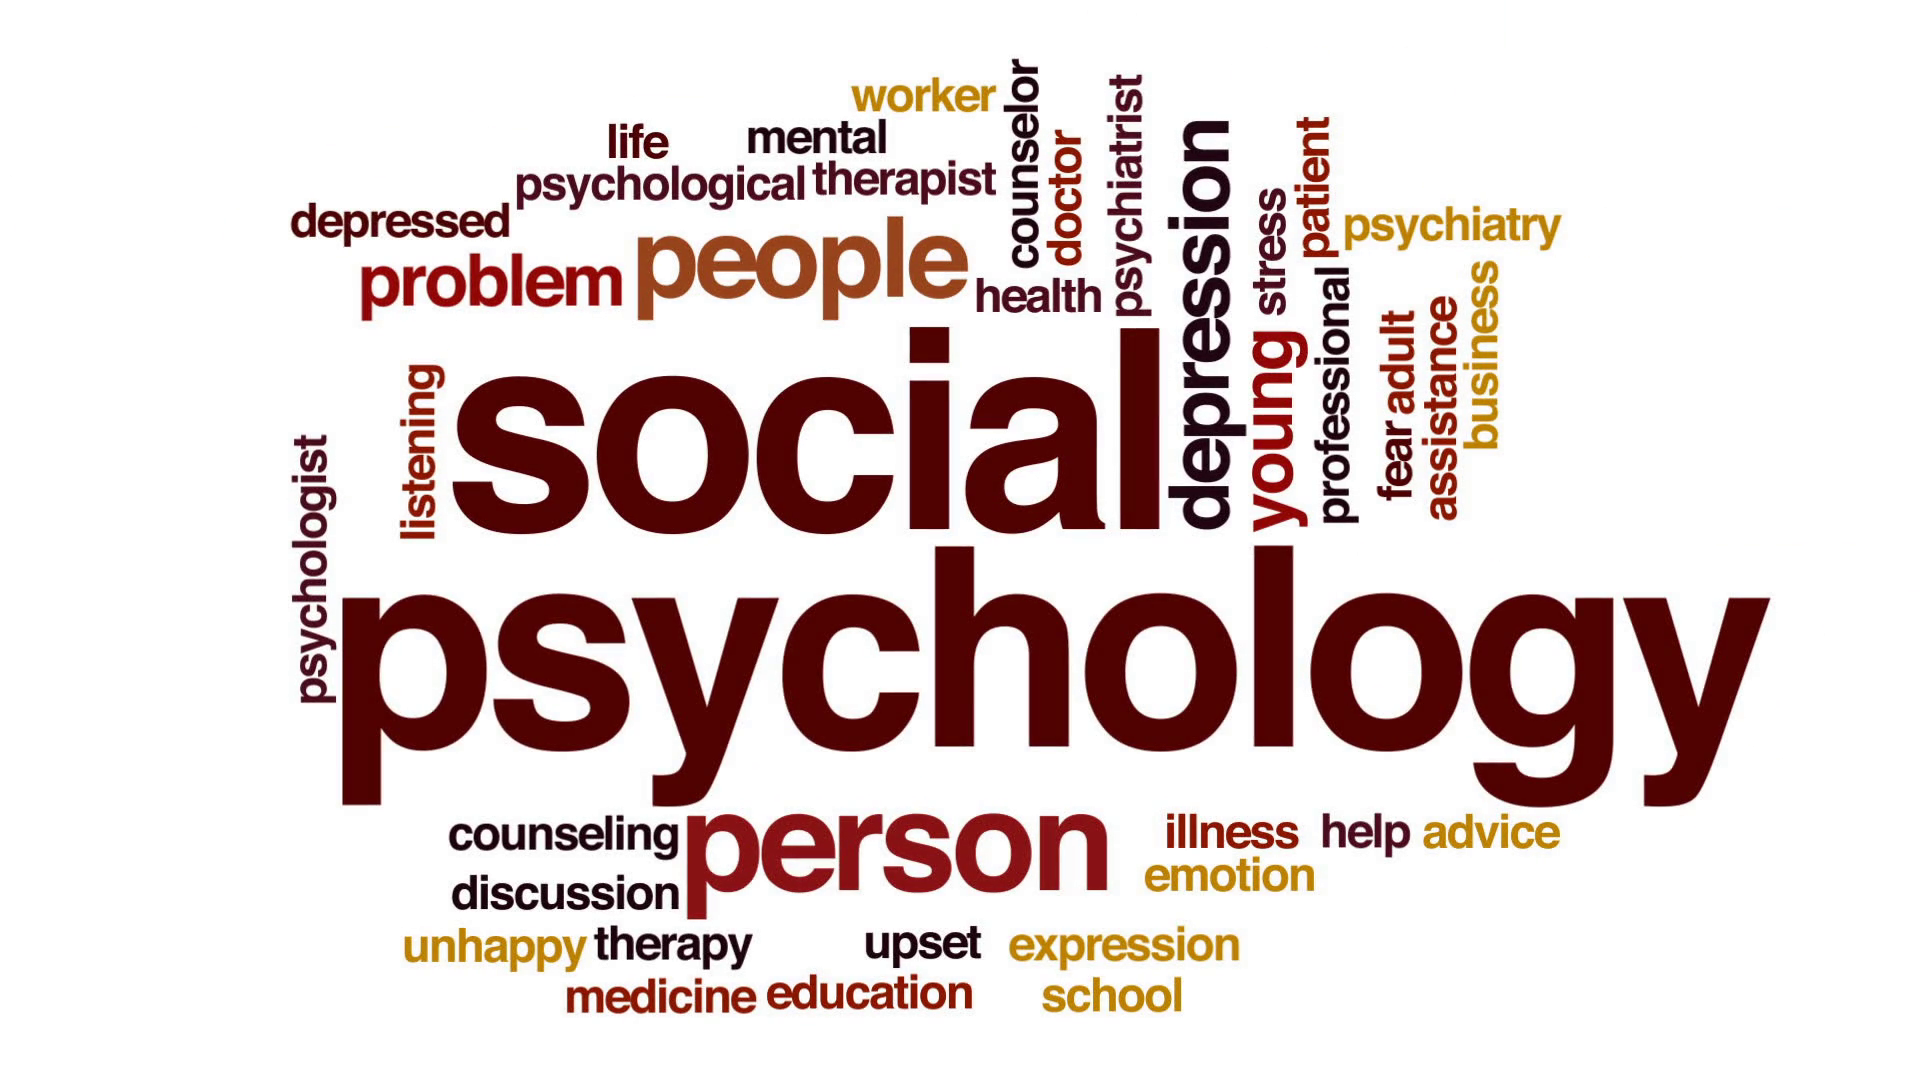 worker
life
mental
psychological
therapist
counselor
doctor
psychiatrist
depressed
problem
people
health
depression
stress
patient
psychiatry
young
professional
fear
adult
assistance
business
listening
social
psychologist
psychology
counseling
person
illness
help
advice
emotion
discussion
unhappy
therapy
upset
expression
medicine
education
school